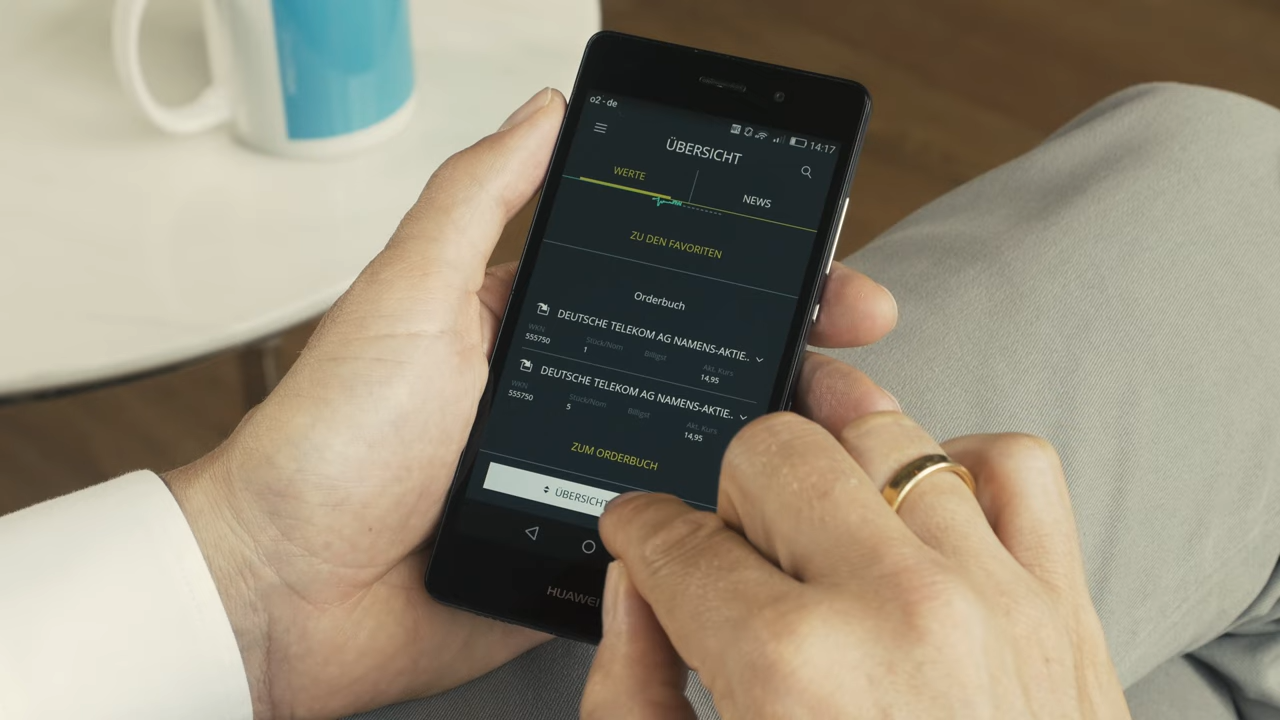 o2 - de
14:17
ÜBERSICHT
WERTE
NEWS
ZU DEN FAVORITEN
Orderbuch
DEUTSCHE TELEKOM AG NAMENS-AKTIE..
WKN Stück/Nom Billigst Akt. Kurs
555750 1 14,95
DEUTSCHE TELEKOM AG NAMENS-AKTIE..
WKN Stück/Nom Billigst Akt. Kurs
555750 5 14,95
ZUM ORDERBUCH
ÜBERSICHT
HUAWEI